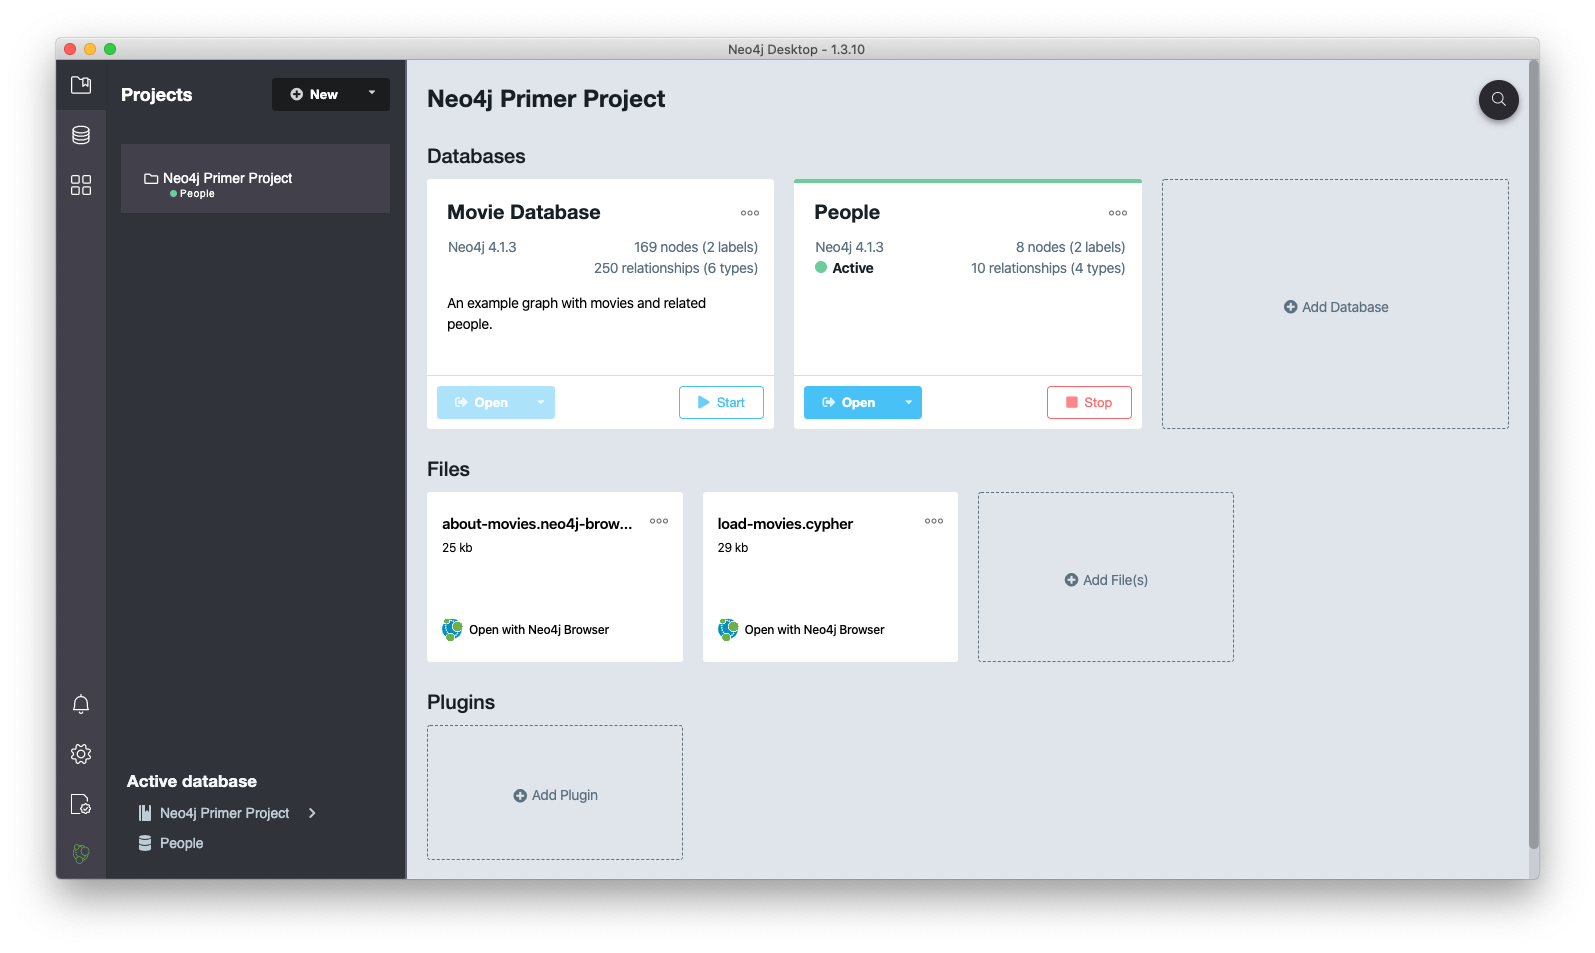 Neo4j Desktop - 1.3.10
Projects
New
Neo4j Primer Project
People
Active database
Neo4j Primer Project
People
Neo4j Primer Project
Databases
Movie Database
Neo4j 4.1.3
169 nodes (2 labels)
250 relationships (6 types)
An example graph with movies and related
people.
Open
Start
People
Neo4j 4.1.3
8 nodes (2 labels)
Active
10 relationships (4 types)
Open
Stop
Add Database
Files
about-movies.neo4j-brow...
25 kb
Open with Neo4j Browser
load-movies.cypher
29 kb
Open with Neo4j Browser
Add File(s)
Plugins
Add Plugin